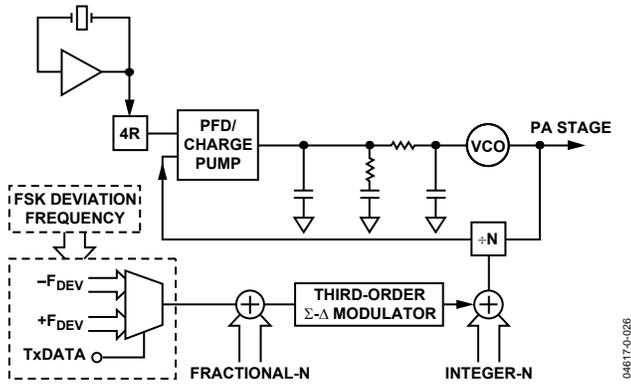 4R
PFD/
CHARGE
PUMP
VCO
PA STAGE
FSK DEVIATION
FREQUENCY
÷N
–FDEV
+FDEV
TxDATA
THIRD-ORDER
Σ-Δ MODULATOR
FRACTIONAL-N
INTEGER-N
04617-0-026